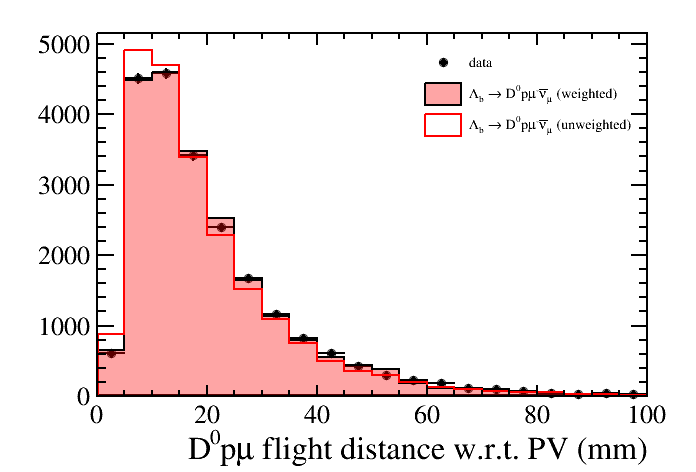 5000
4000
3000
2000
1000
0
data
Λb → D⁰pμ ν̄μ (weighted)
Λb → D⁰pμ ν̄μ (unweighted)
0 20 40 60 80 100
D⁰pμ flight distance w.r.t. PV (mm)